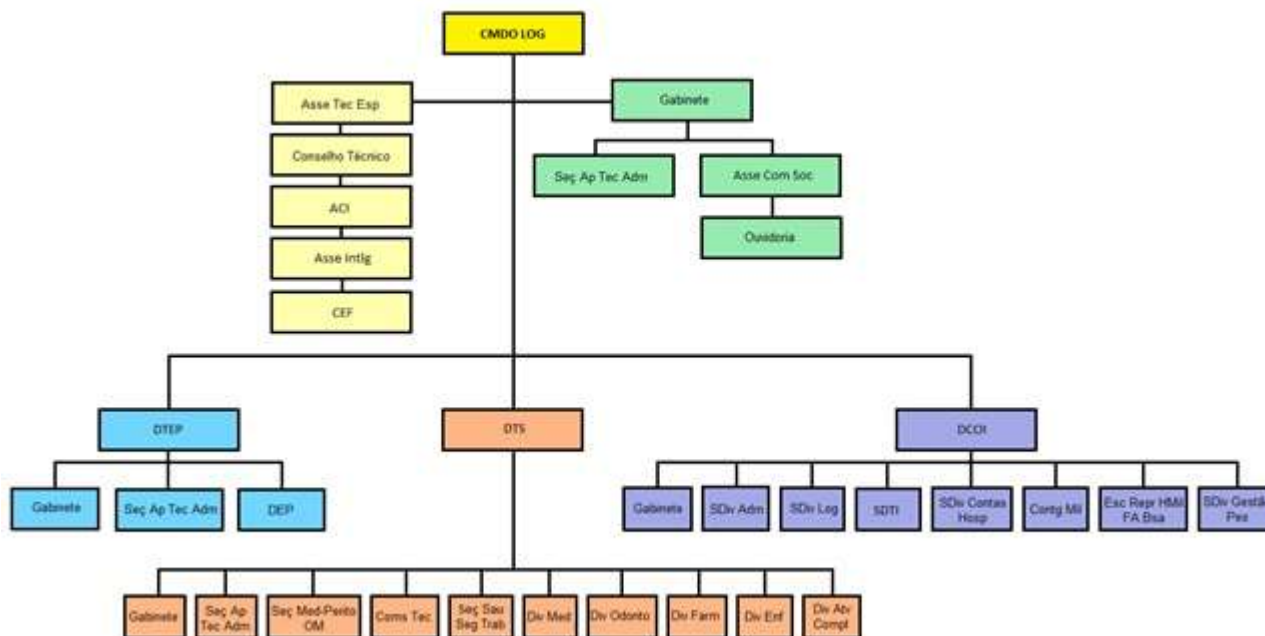 CMDO LOG
Asse Tec Esp
Gabinete
Conselho Técnico
Seç Ap Tec Adm
Asse Com Soc
ACI
Ouvidoria
Asse Intlg
CEF
DTEP
DTS
DCOI
Gabinete
Seç Ap Tec Adm
DEP
Gabinete
SDiv Adm
SDiv Log
SDTI
SDiv Contas
Hosp
Contg Mil
Esc Repr HMil
FA Bsa
SDiv Gestã
Pes
Gabinete
Seç Ap
Tec Adm
Seç Med-Perito
OM
Coms Tec
Seç Sau
Seg Trab
Div Med
Div Odonto
Div Farm
Div Enf
Div Atv
Compl